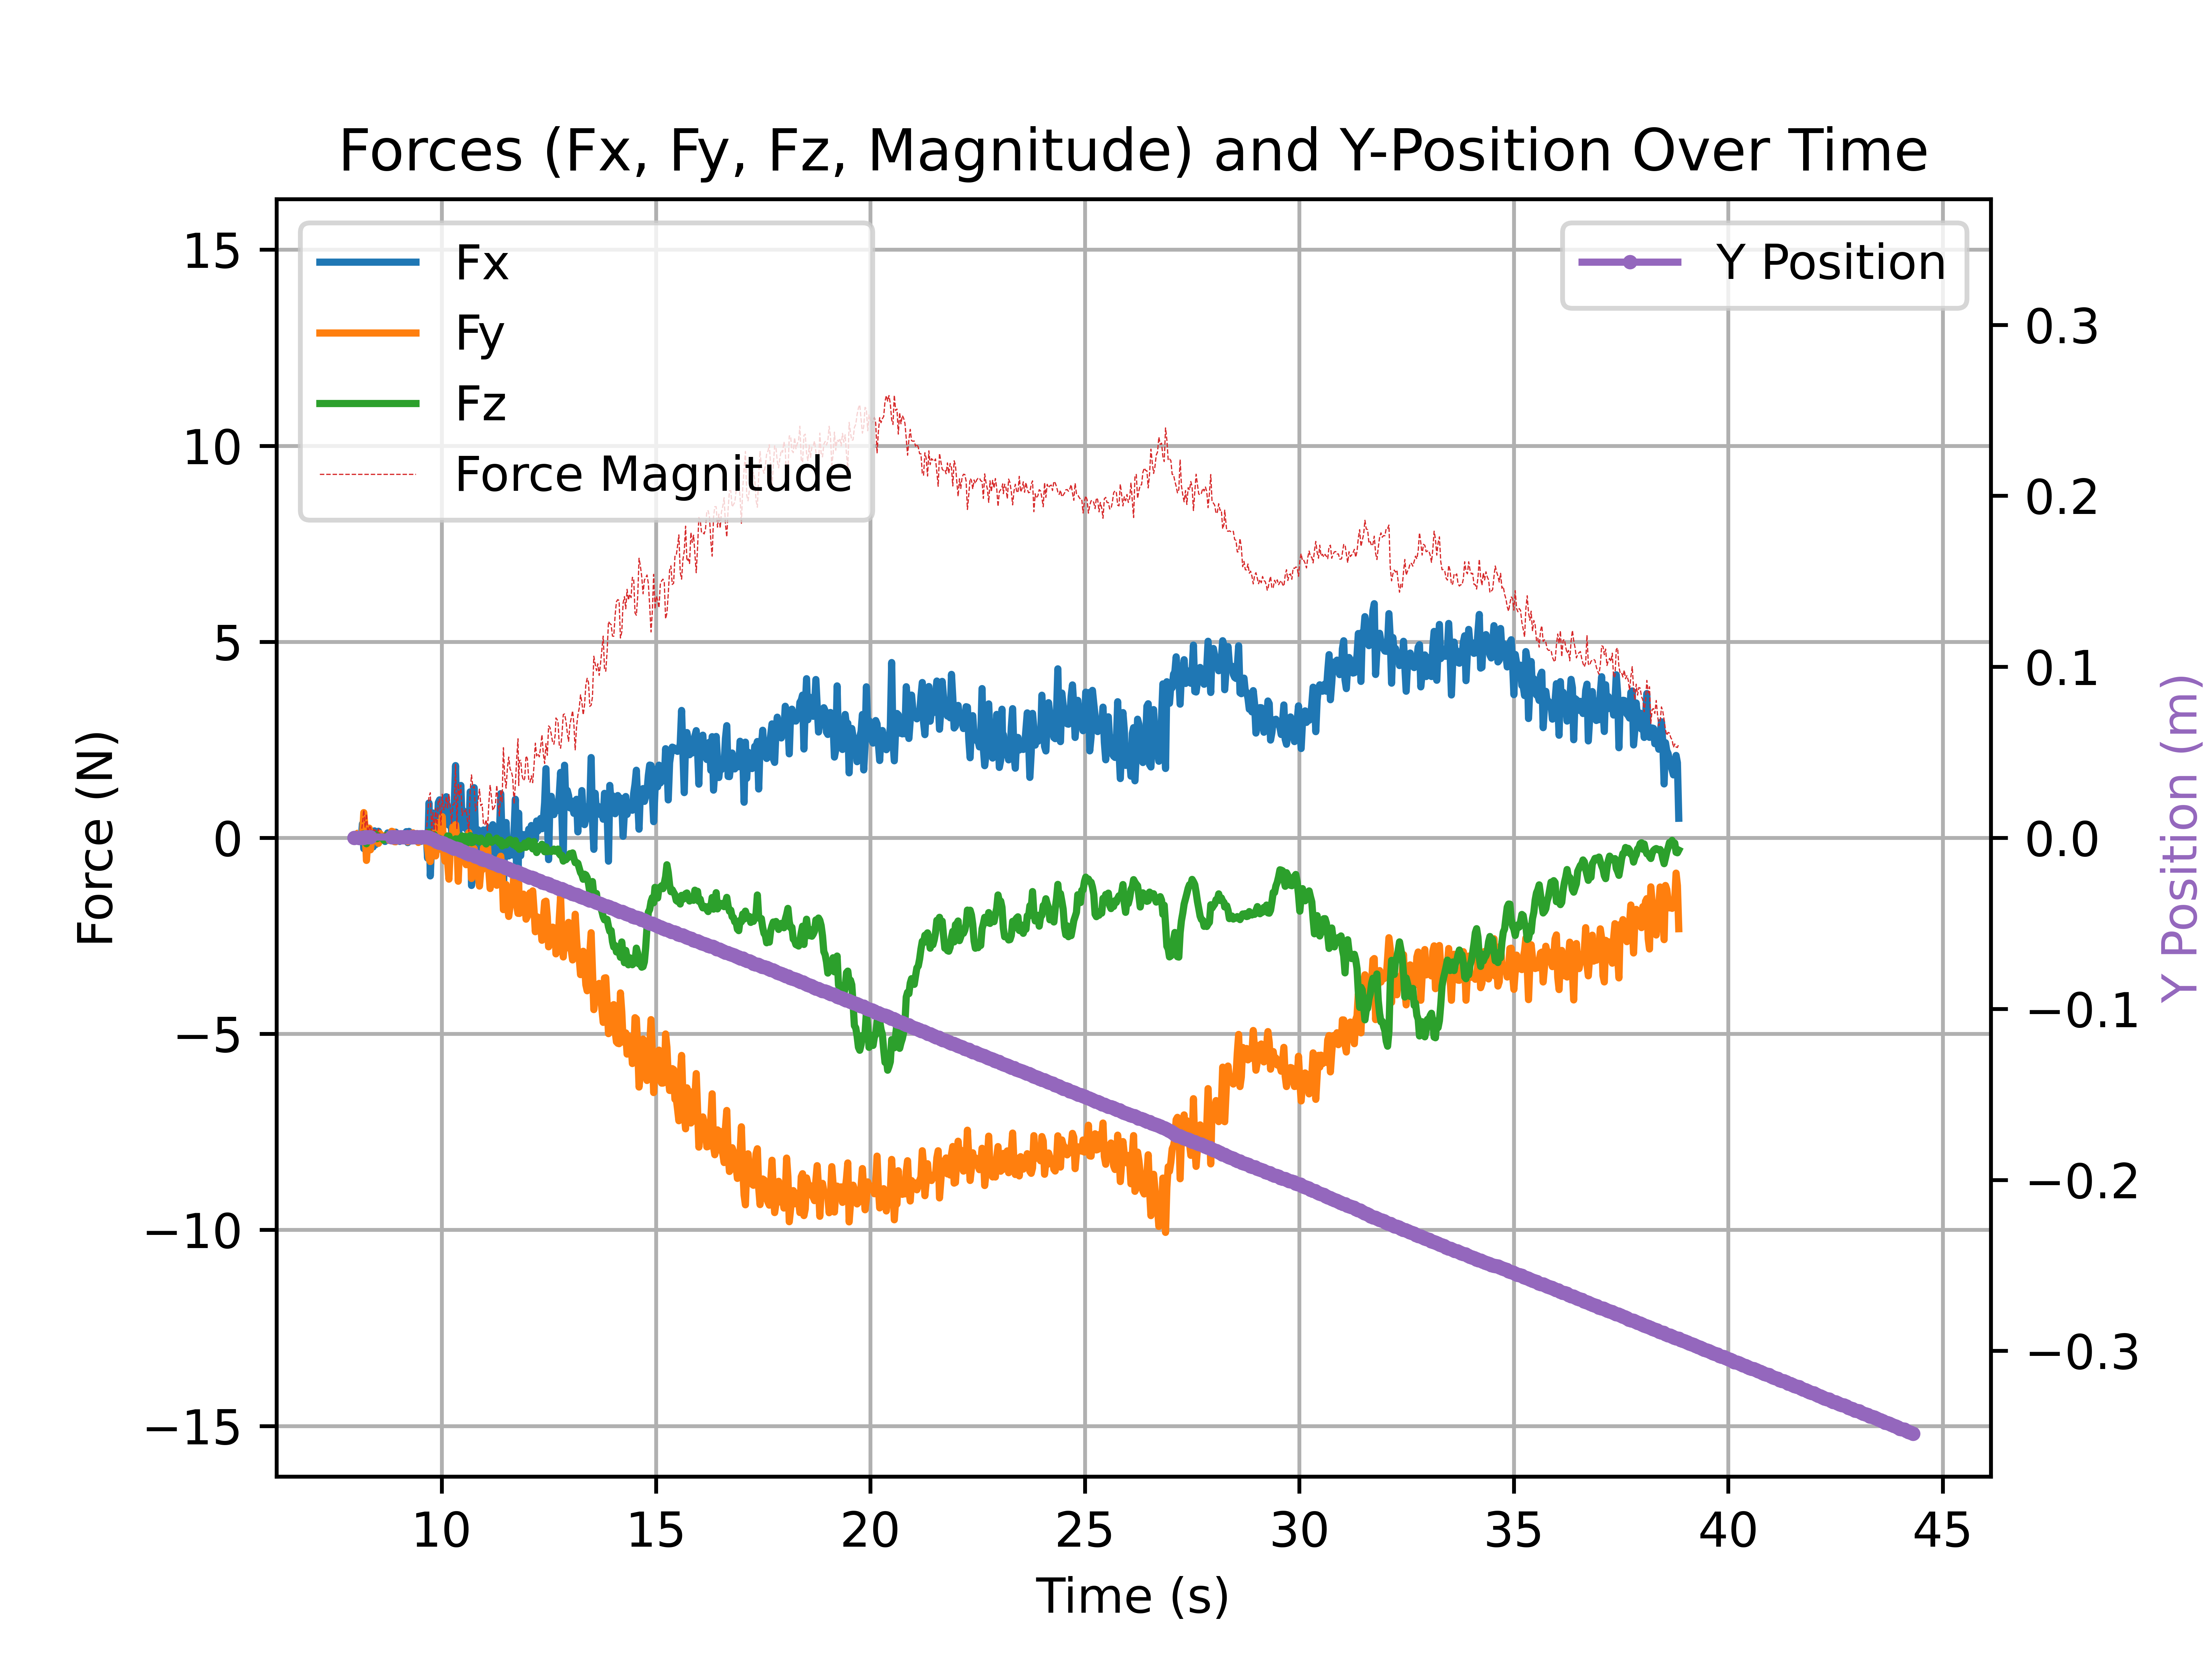 Forces (Fx, Fy, Fz, Magnitude) and Y-Position Over Time
Fx
Fy
Fz
Force Magnitude
Y Position
15
10
5
0
−5
−10
−15
Force (N)
0.3
0.2
0.1
0.0
−0.1
−0.2
−0.3
Y Position (m)
10 15 20 25 30 35 40 45
Time (s)